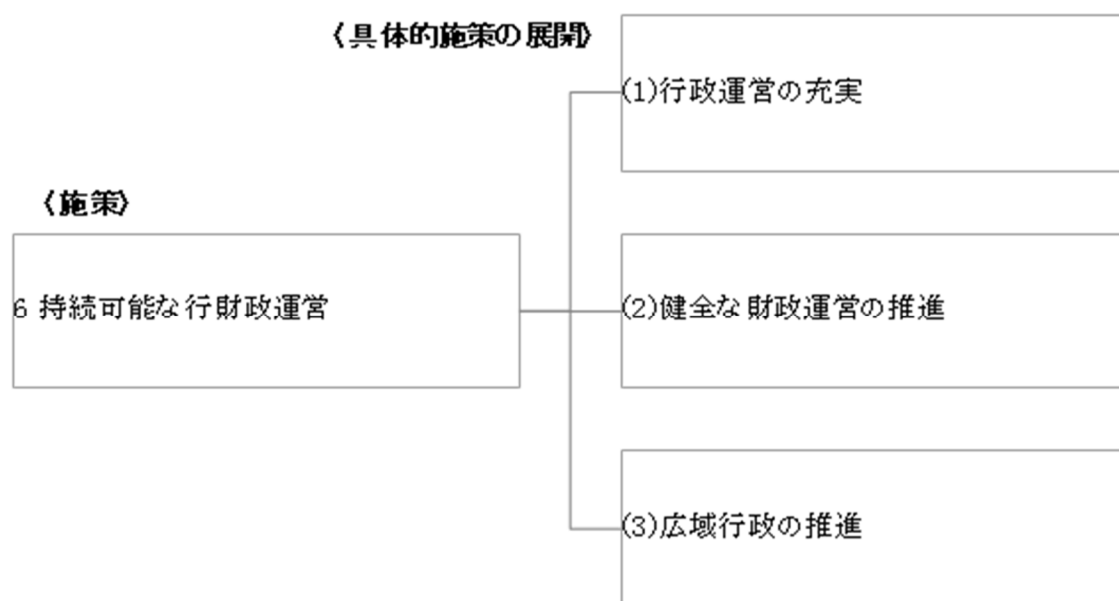 〈具体的施策の展開〉
(1)行政運営の充実
〈施策〉
6 持続可能な行財政運営
(2)健全な財政運営の推進
(3)広域行政の推進